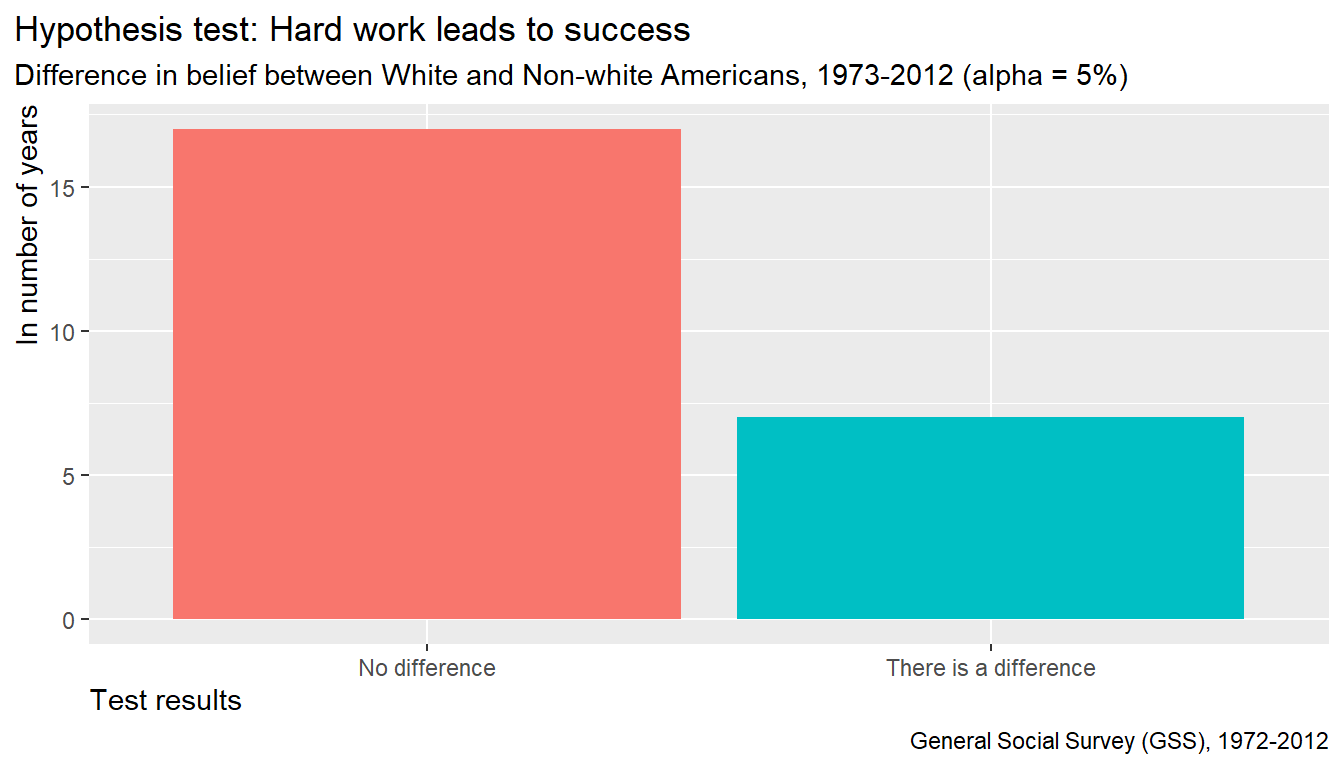 Hypothesis test: Hard work leads to success
Difference in belief between White and Non-white Americans, 1973-2012 (alpha = 5%)
In number of years
15
10
5
0
No difference
There is a difference
Test results
General Social Survey (GSS), 1972-2012